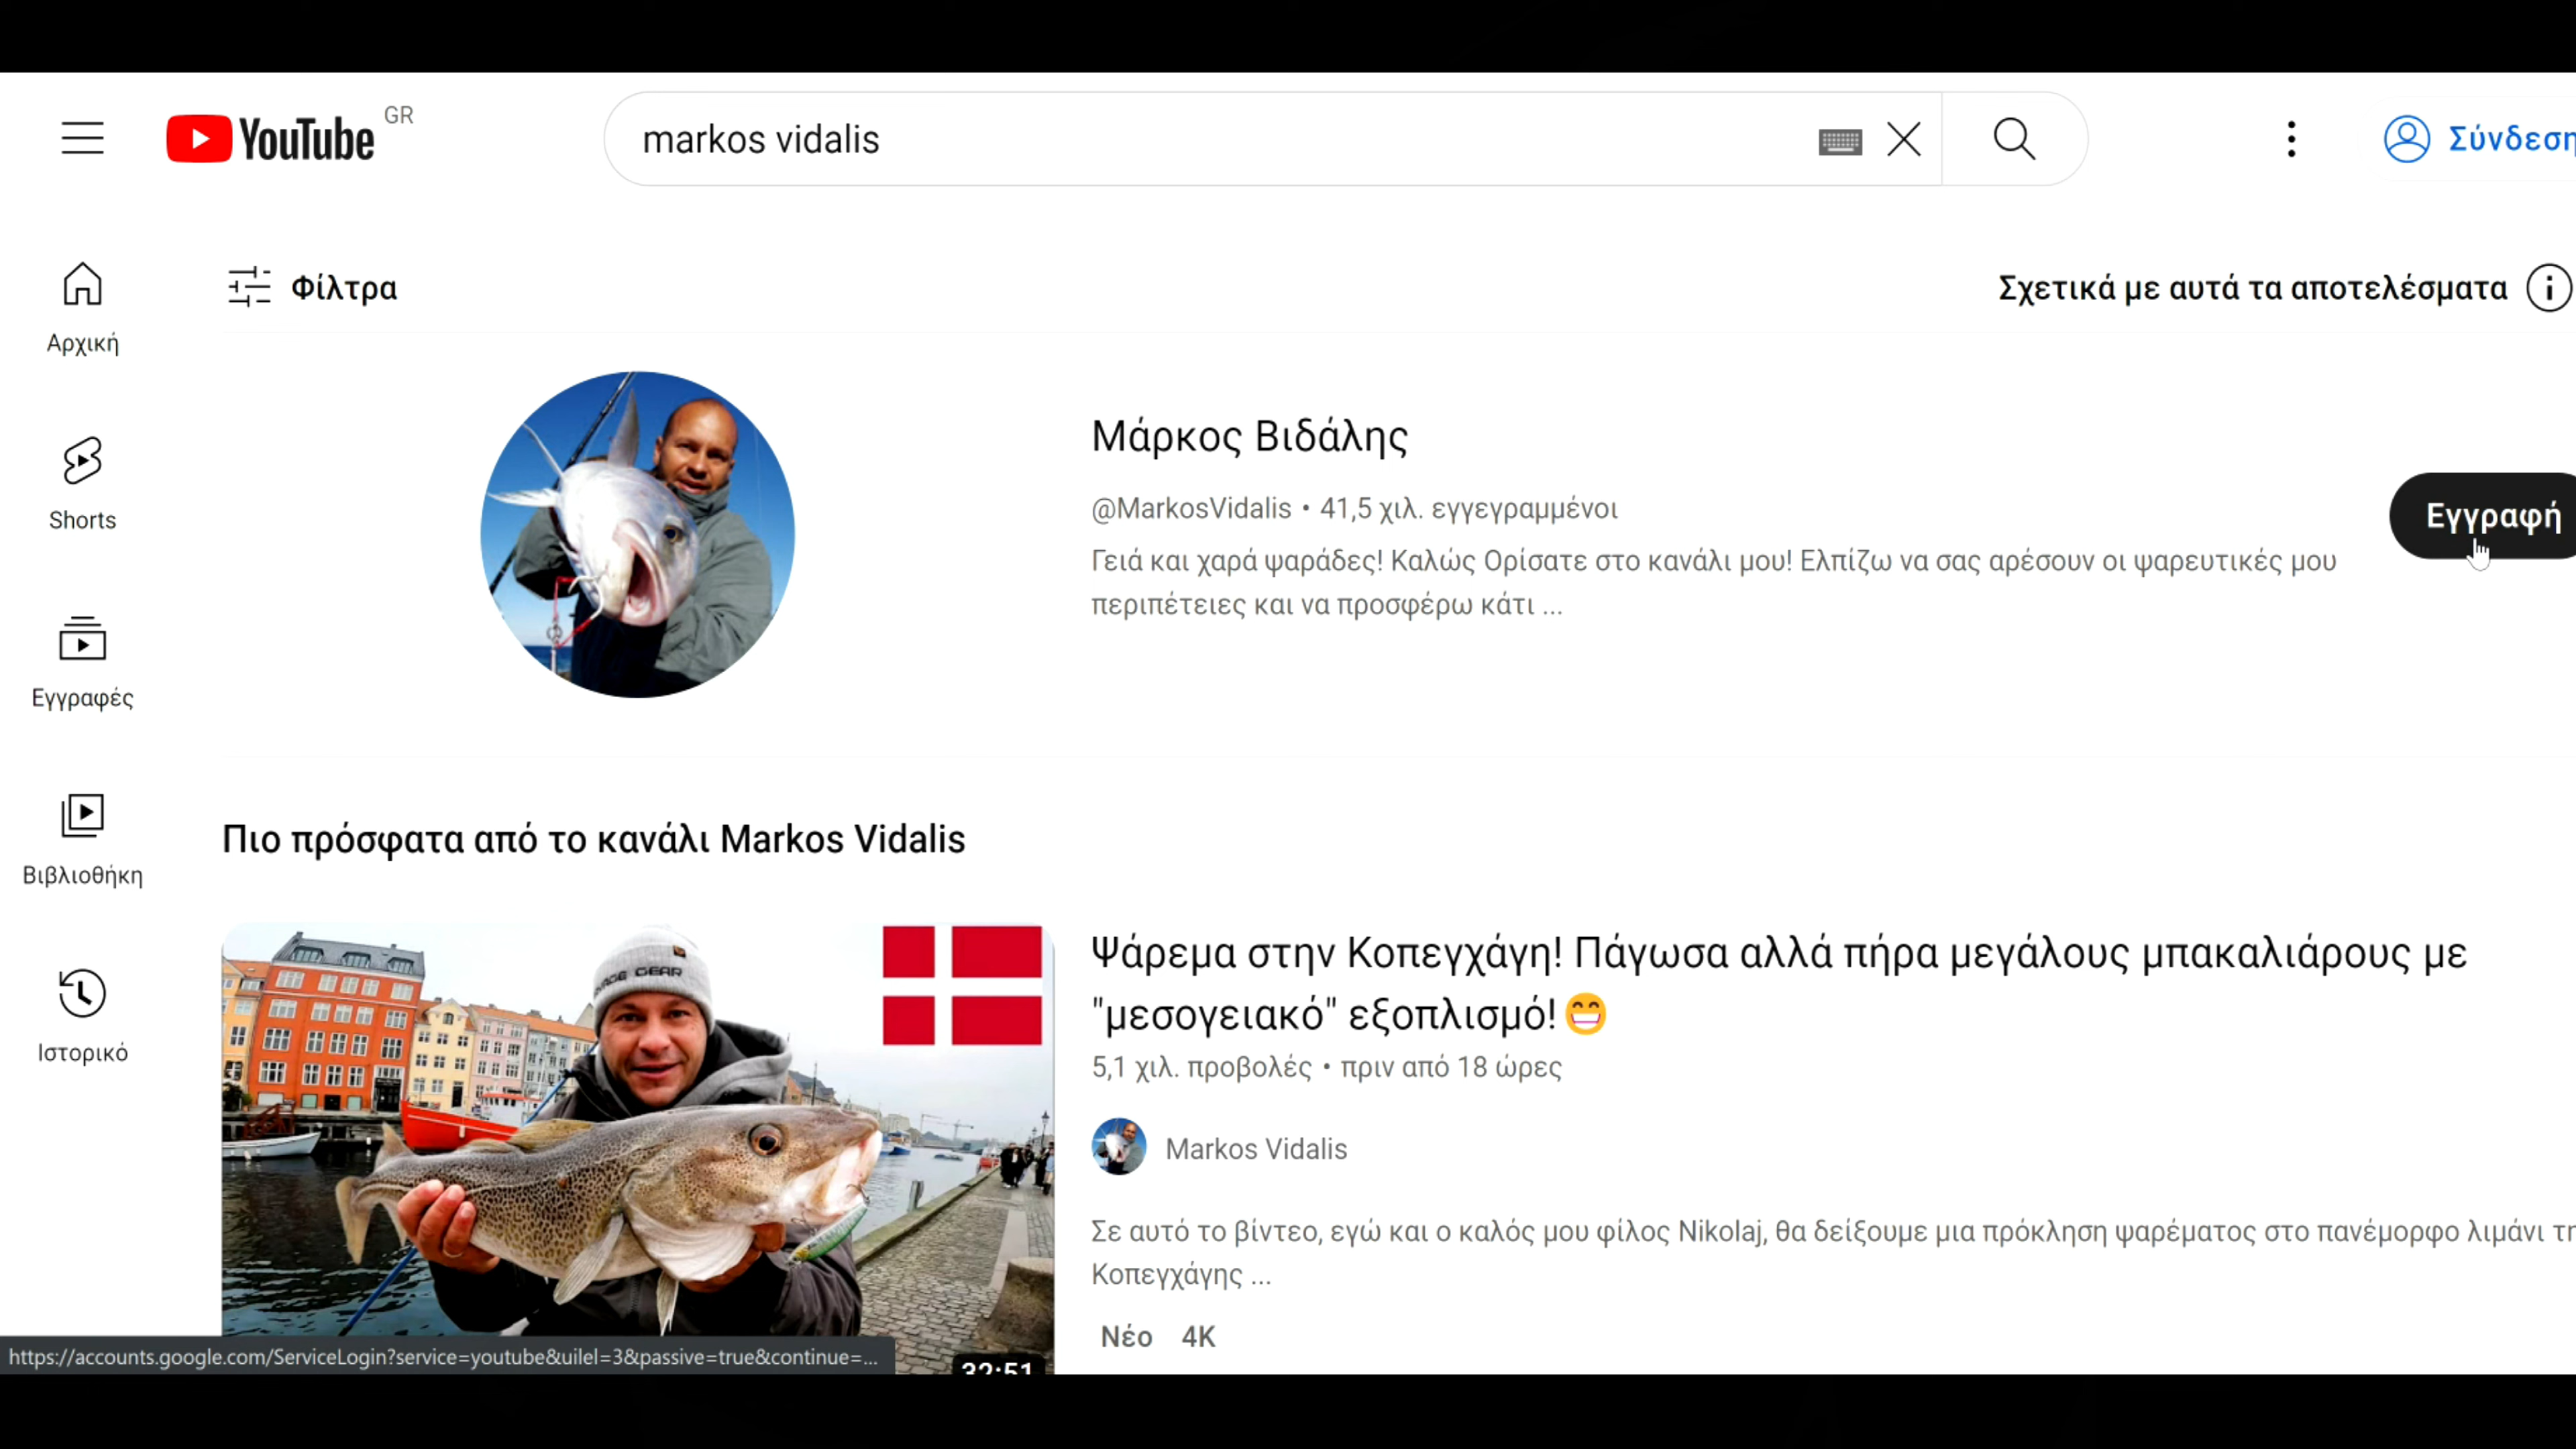 YouTube GR
markos vidalis
Σύνδεση
Φίλτρα
Σχετικά με αυτά τα αποτελέσματα
Αρχική
Shorts
Εγγραφές
Βιβλιοθήκη
Ιστορικό
Μάρκος Βιδάλης
@MarkosVidalis • 41,5 χιλ. εγγεγραμμένοι
Γειά και χαρά ψαράδες! Καλώς Ορίσατε στο κανάλι μου! Ελπίζω να σας αρέσουν οι ψαρευτικές μου
περιπέτειες και να προσφέρω κάτι ...
Εγγραφή
Πιο πρόσφατα από το κανάλι Markos Vidalis
GEAR
Ψάρεμα στην Κοπεγχάγη! Πάγωσα αλλά πήρα μεγάλους μπακαλιάρους με
"μεσογειακό" εξοπλισμό!😁
5,1 χιλ. προβολές • πριν από 18 ώρες
Markos Vidalis
Σε αυτό το βίντεο, εγώ και ο καλός μου φίλος Nikolaj, θα δείξουμε μια πρόκληση ψαρέματος στο πανέμορφο λιμάνι τη
Κοπεγχάγης ...
Νέο 4K
32:51
https://accounts.google.com/ServiceLogin?service=youtube&uilel=3&passive=true&continue=...